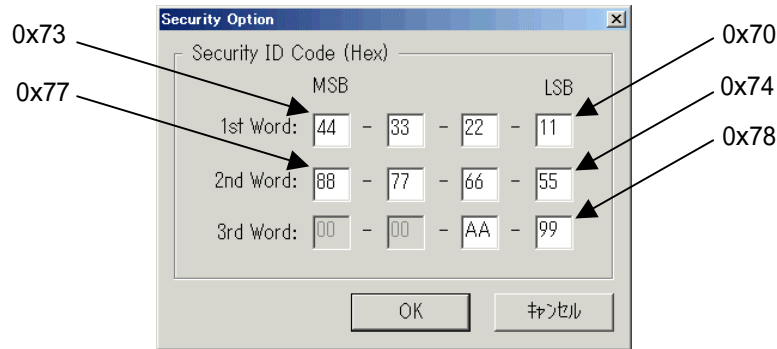 Security Option
0x73
Security ID Code (Hex)
0x70
MSB
LSB
0x77
0x74
1st Word: 44 - 33 - 22 - 11
0x78
2nd Word: 88 - 77 - 66 - 55
3rd Word: 00 - 00 - AA - 99
OK
キャンセル